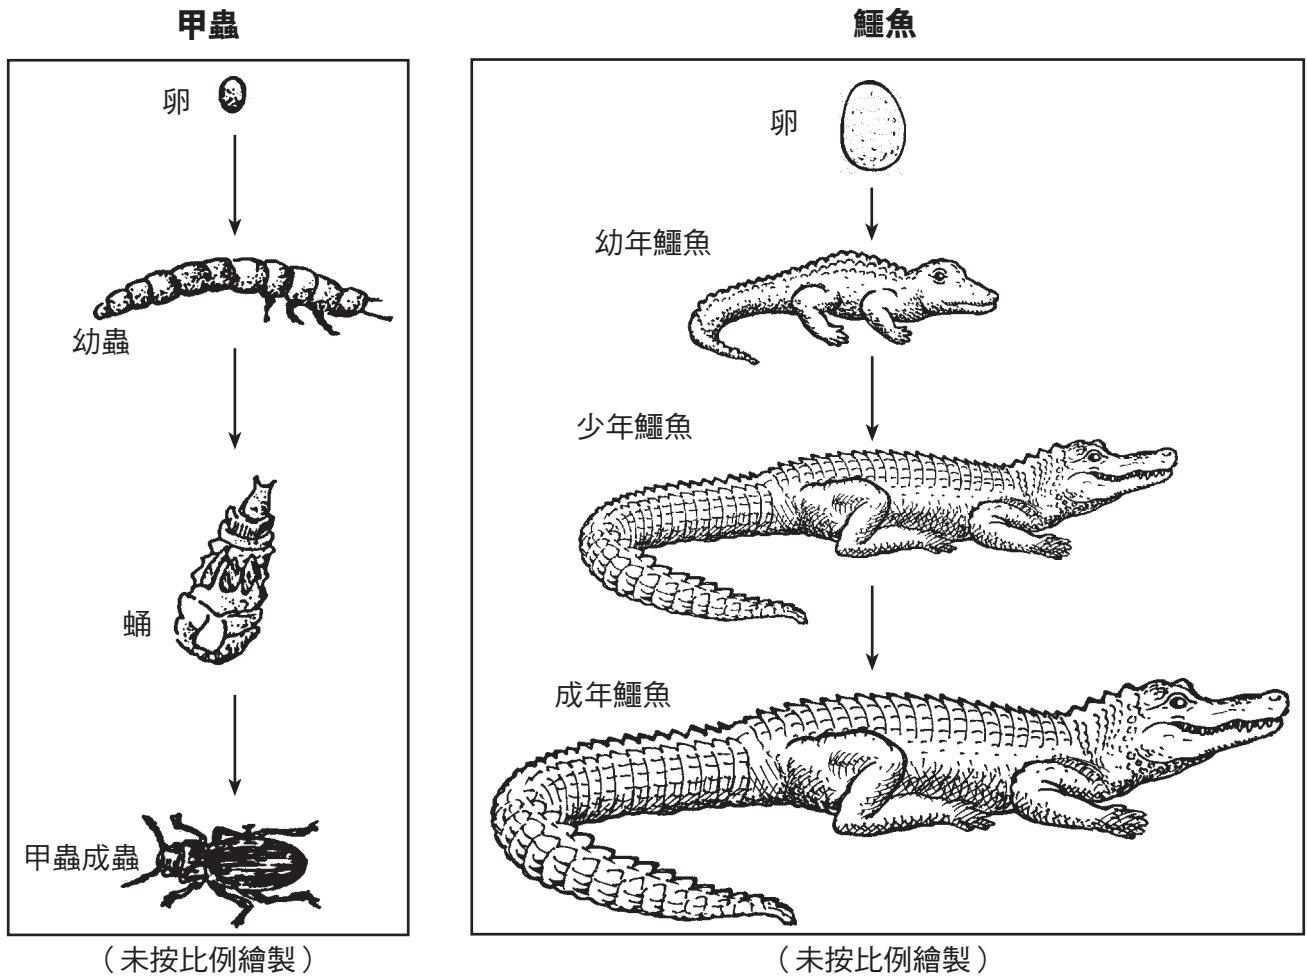 甲蟲
卵
幼蟲
蛹
甲蟲成蟲
（未按比例繪製）
鱷魚
卵
幼年鱷魚
少年鱷魚
成年鱷魚
（未按比例繪製）